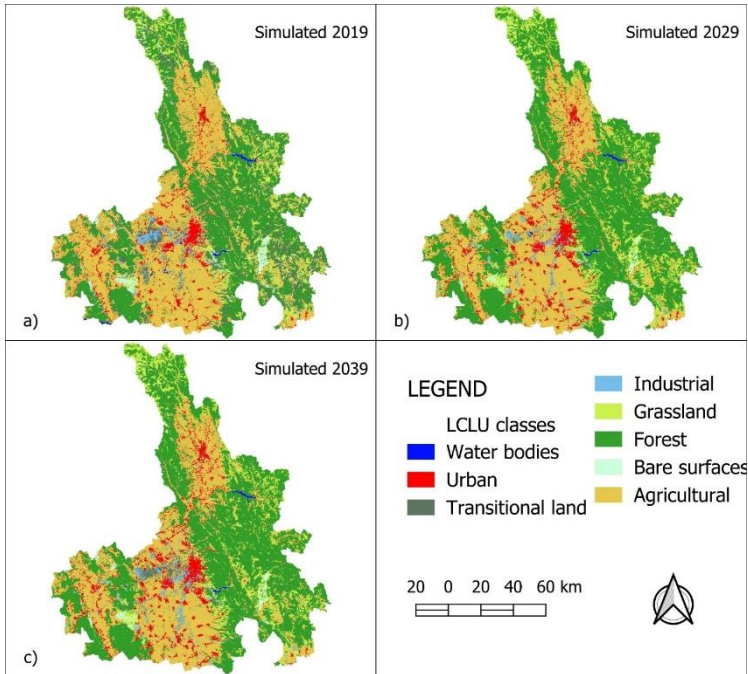 Simulated 2019
a)
Simulated 2029
b)
Simulated 2039
c)
LEGEND
LCLU classes
Water bodies
Urban
Transitional land
Industrial
Grassland
Forest
Bare surfaces
Agricultural
20 0 20 40 60 km